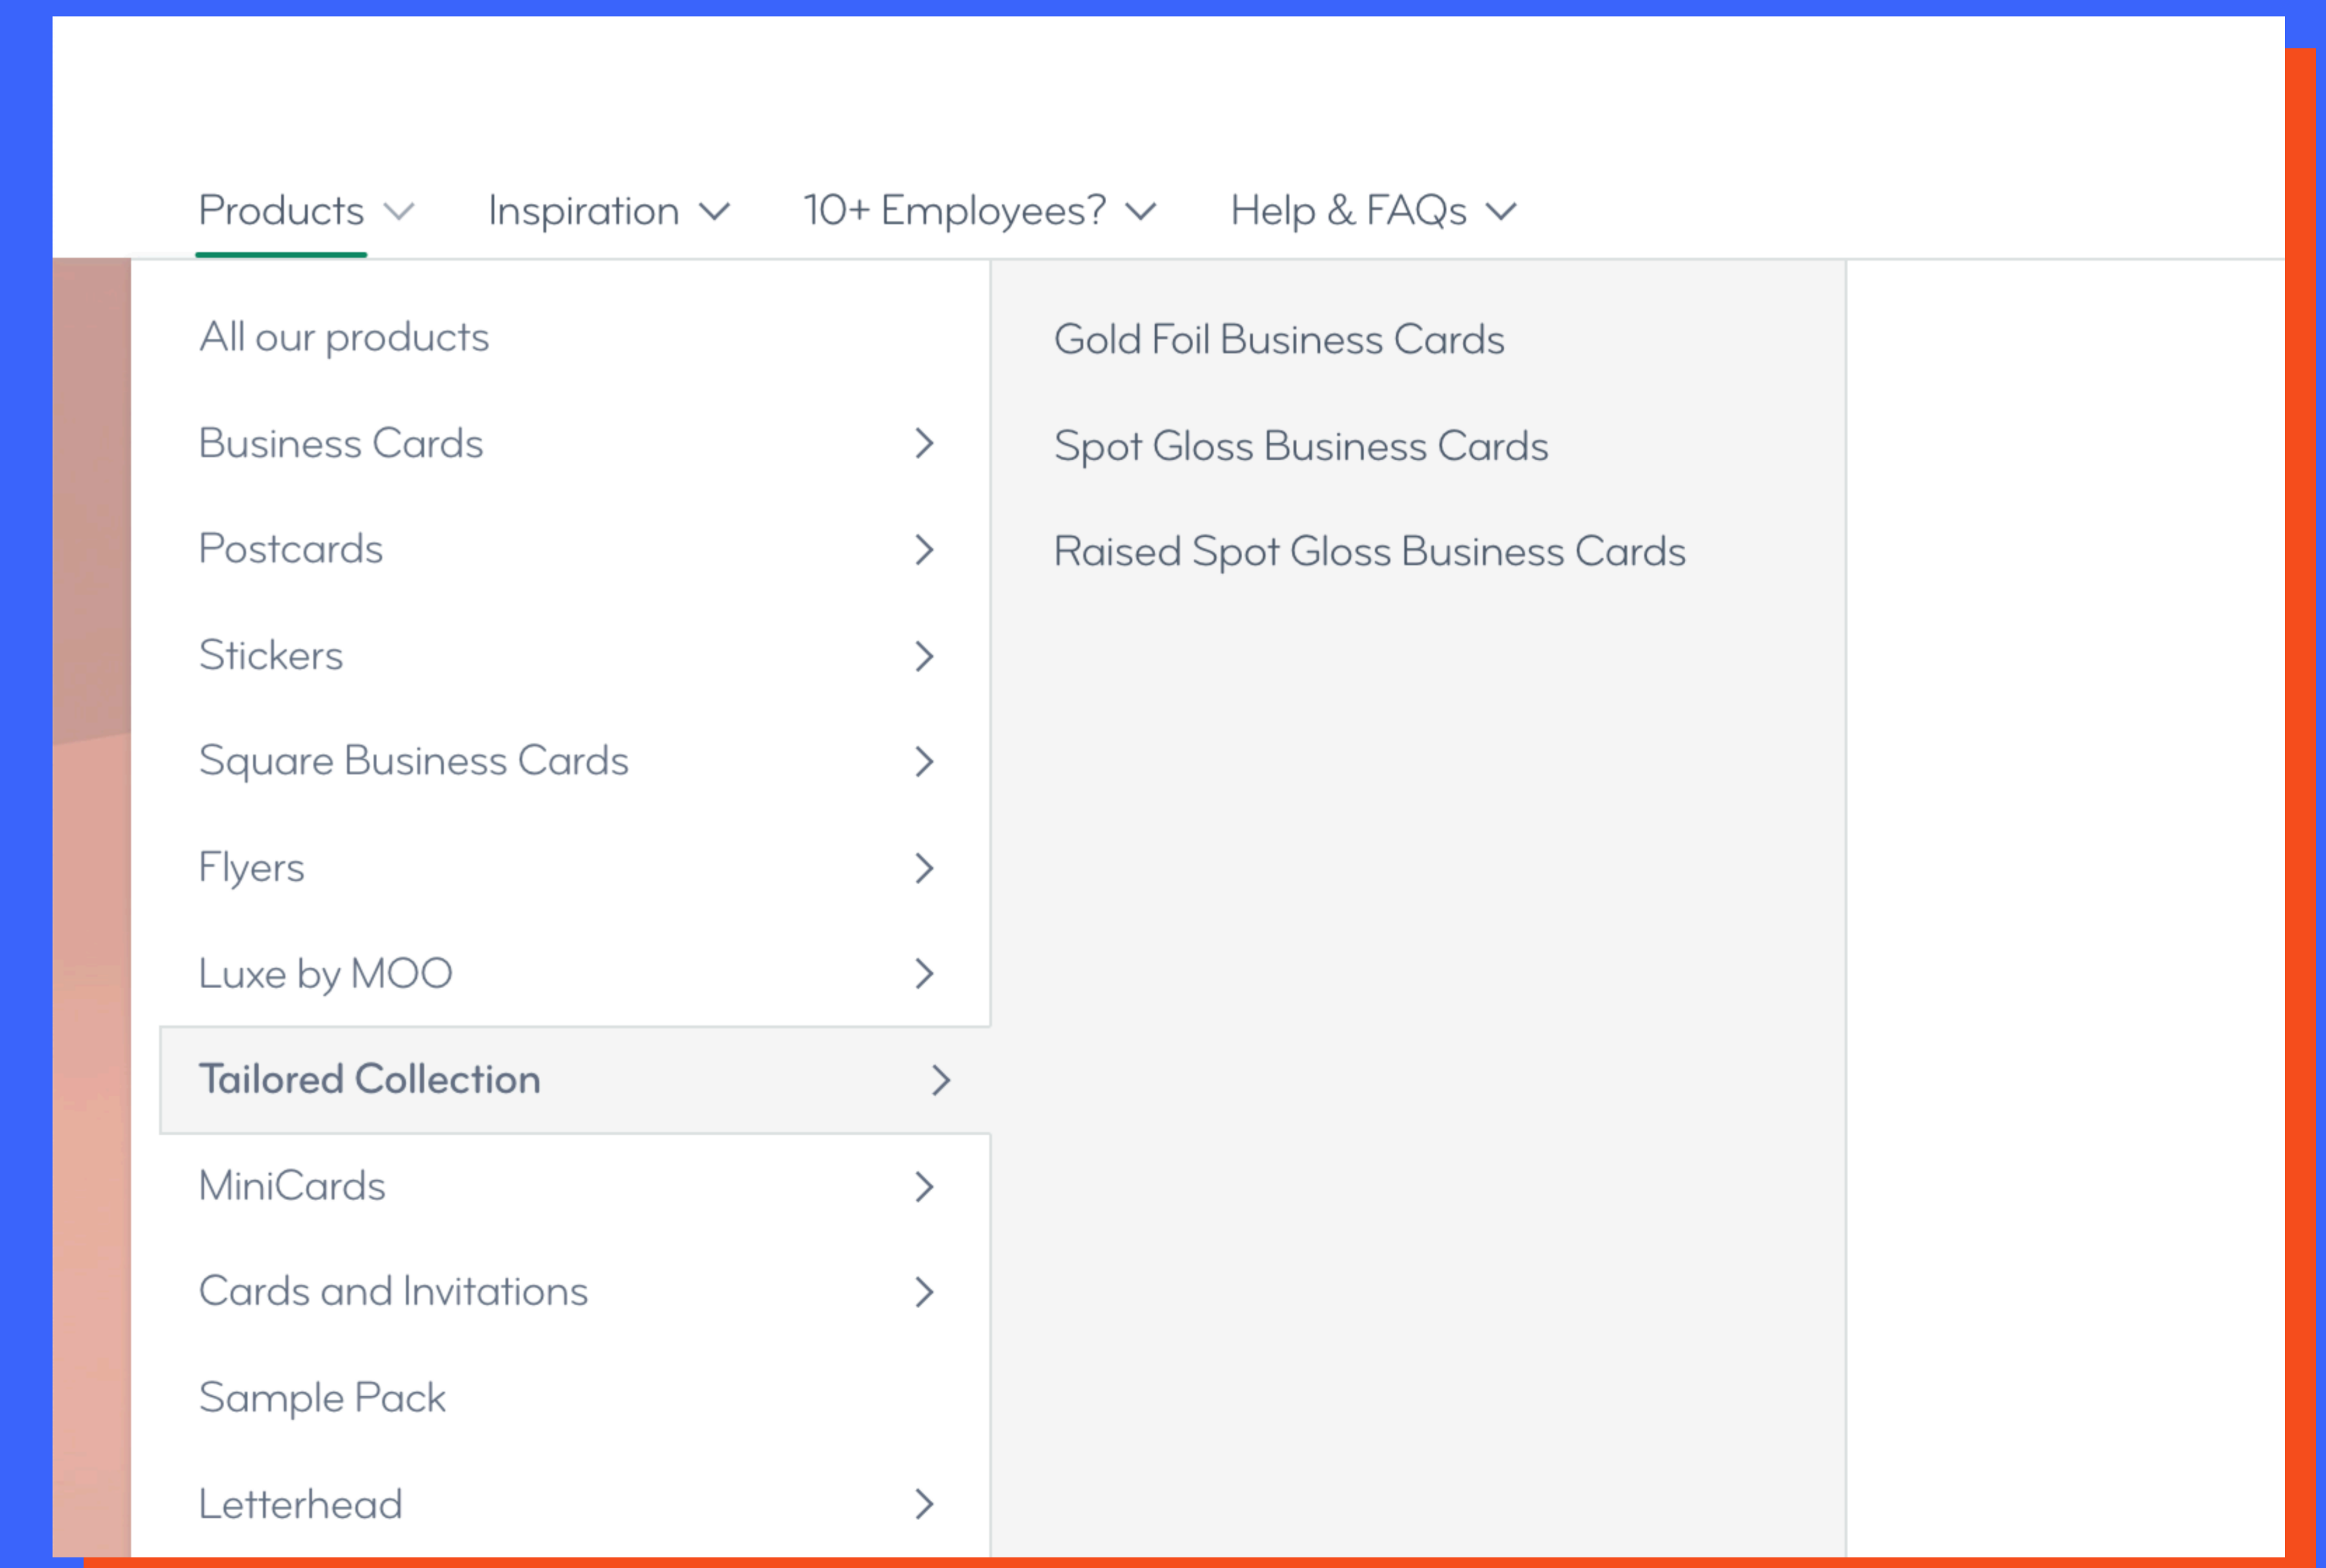 Products Inspiration 10+ Employees? Help & FAQs
All our products
Business Cards
Postcards
Stickers
Square Business Cards
Flyers
Luxe by MOO
Tailored Collection
MiniCards
Cards and Invitations
Sample Pack
Letterhead
Gold Foil Business Cards
Spot Gloss Business Cards
Raised Spot Gloss Business Cards